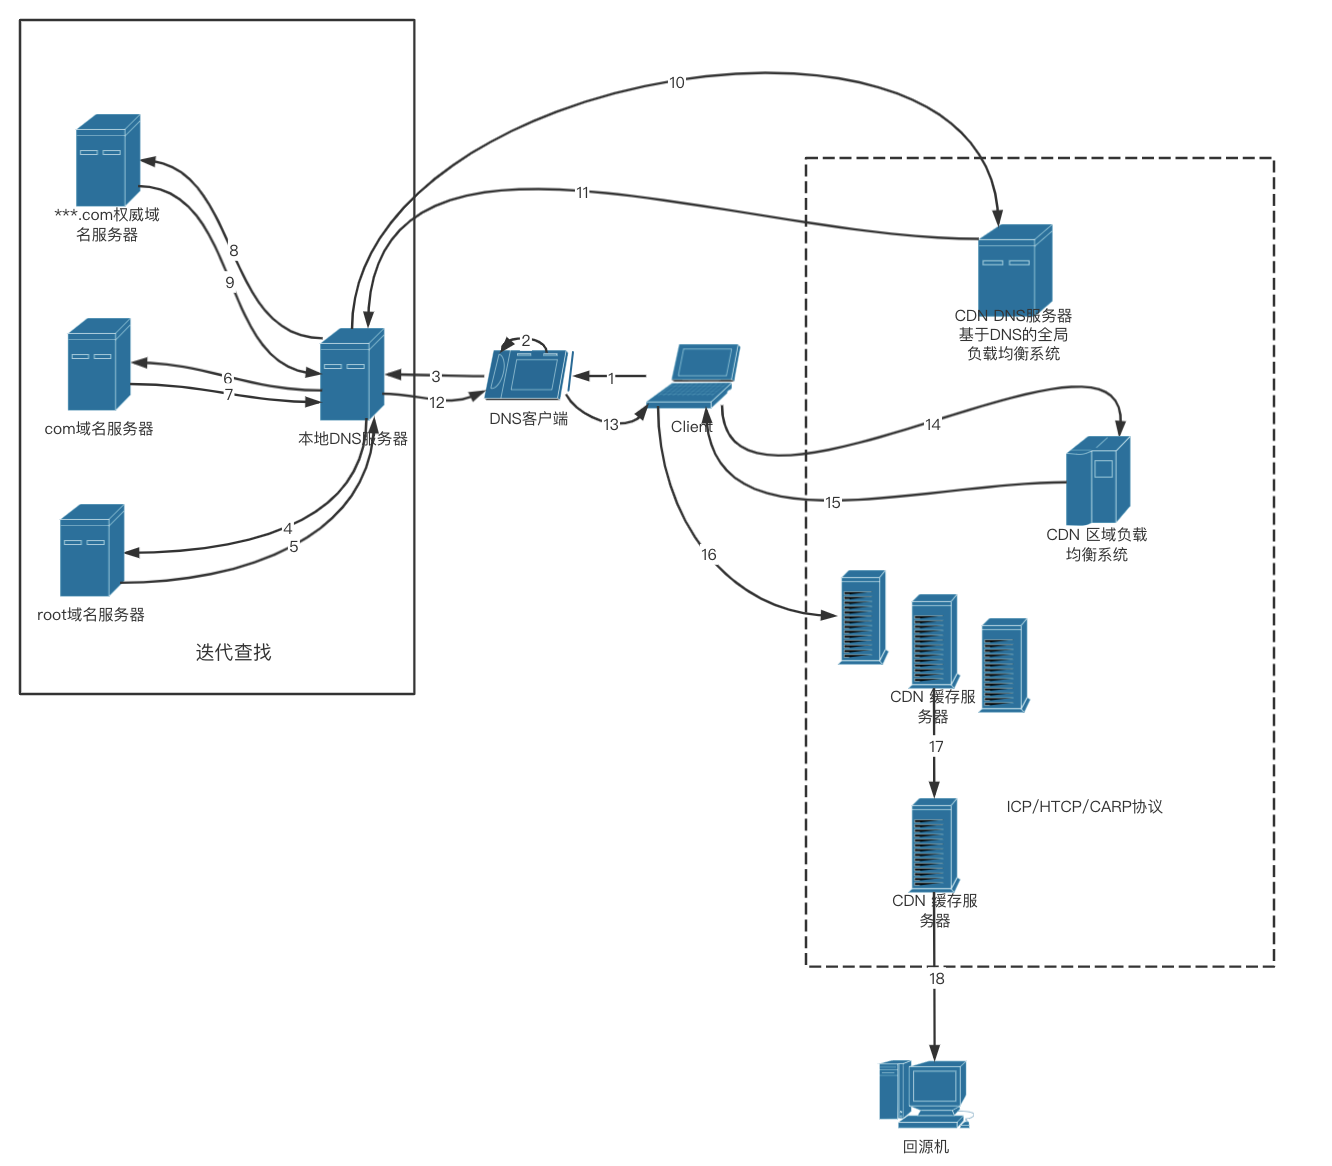 10
11
***.com权威域
名服务器
8
9
CDN DNS服务器
基于DNS的全局
负载均衡系统
2
6
3
1
7
12
com域名服务器
本地DNS服务器
DNS客户端
13
Client
14
15
CDN 区域负载
均衡系统
4
5
16
root域名服务器
迭代查找
CDN 缓存服
务器
17
ICP/HTCP/CARP协议
CDN 缓存服
务器
18
回源机